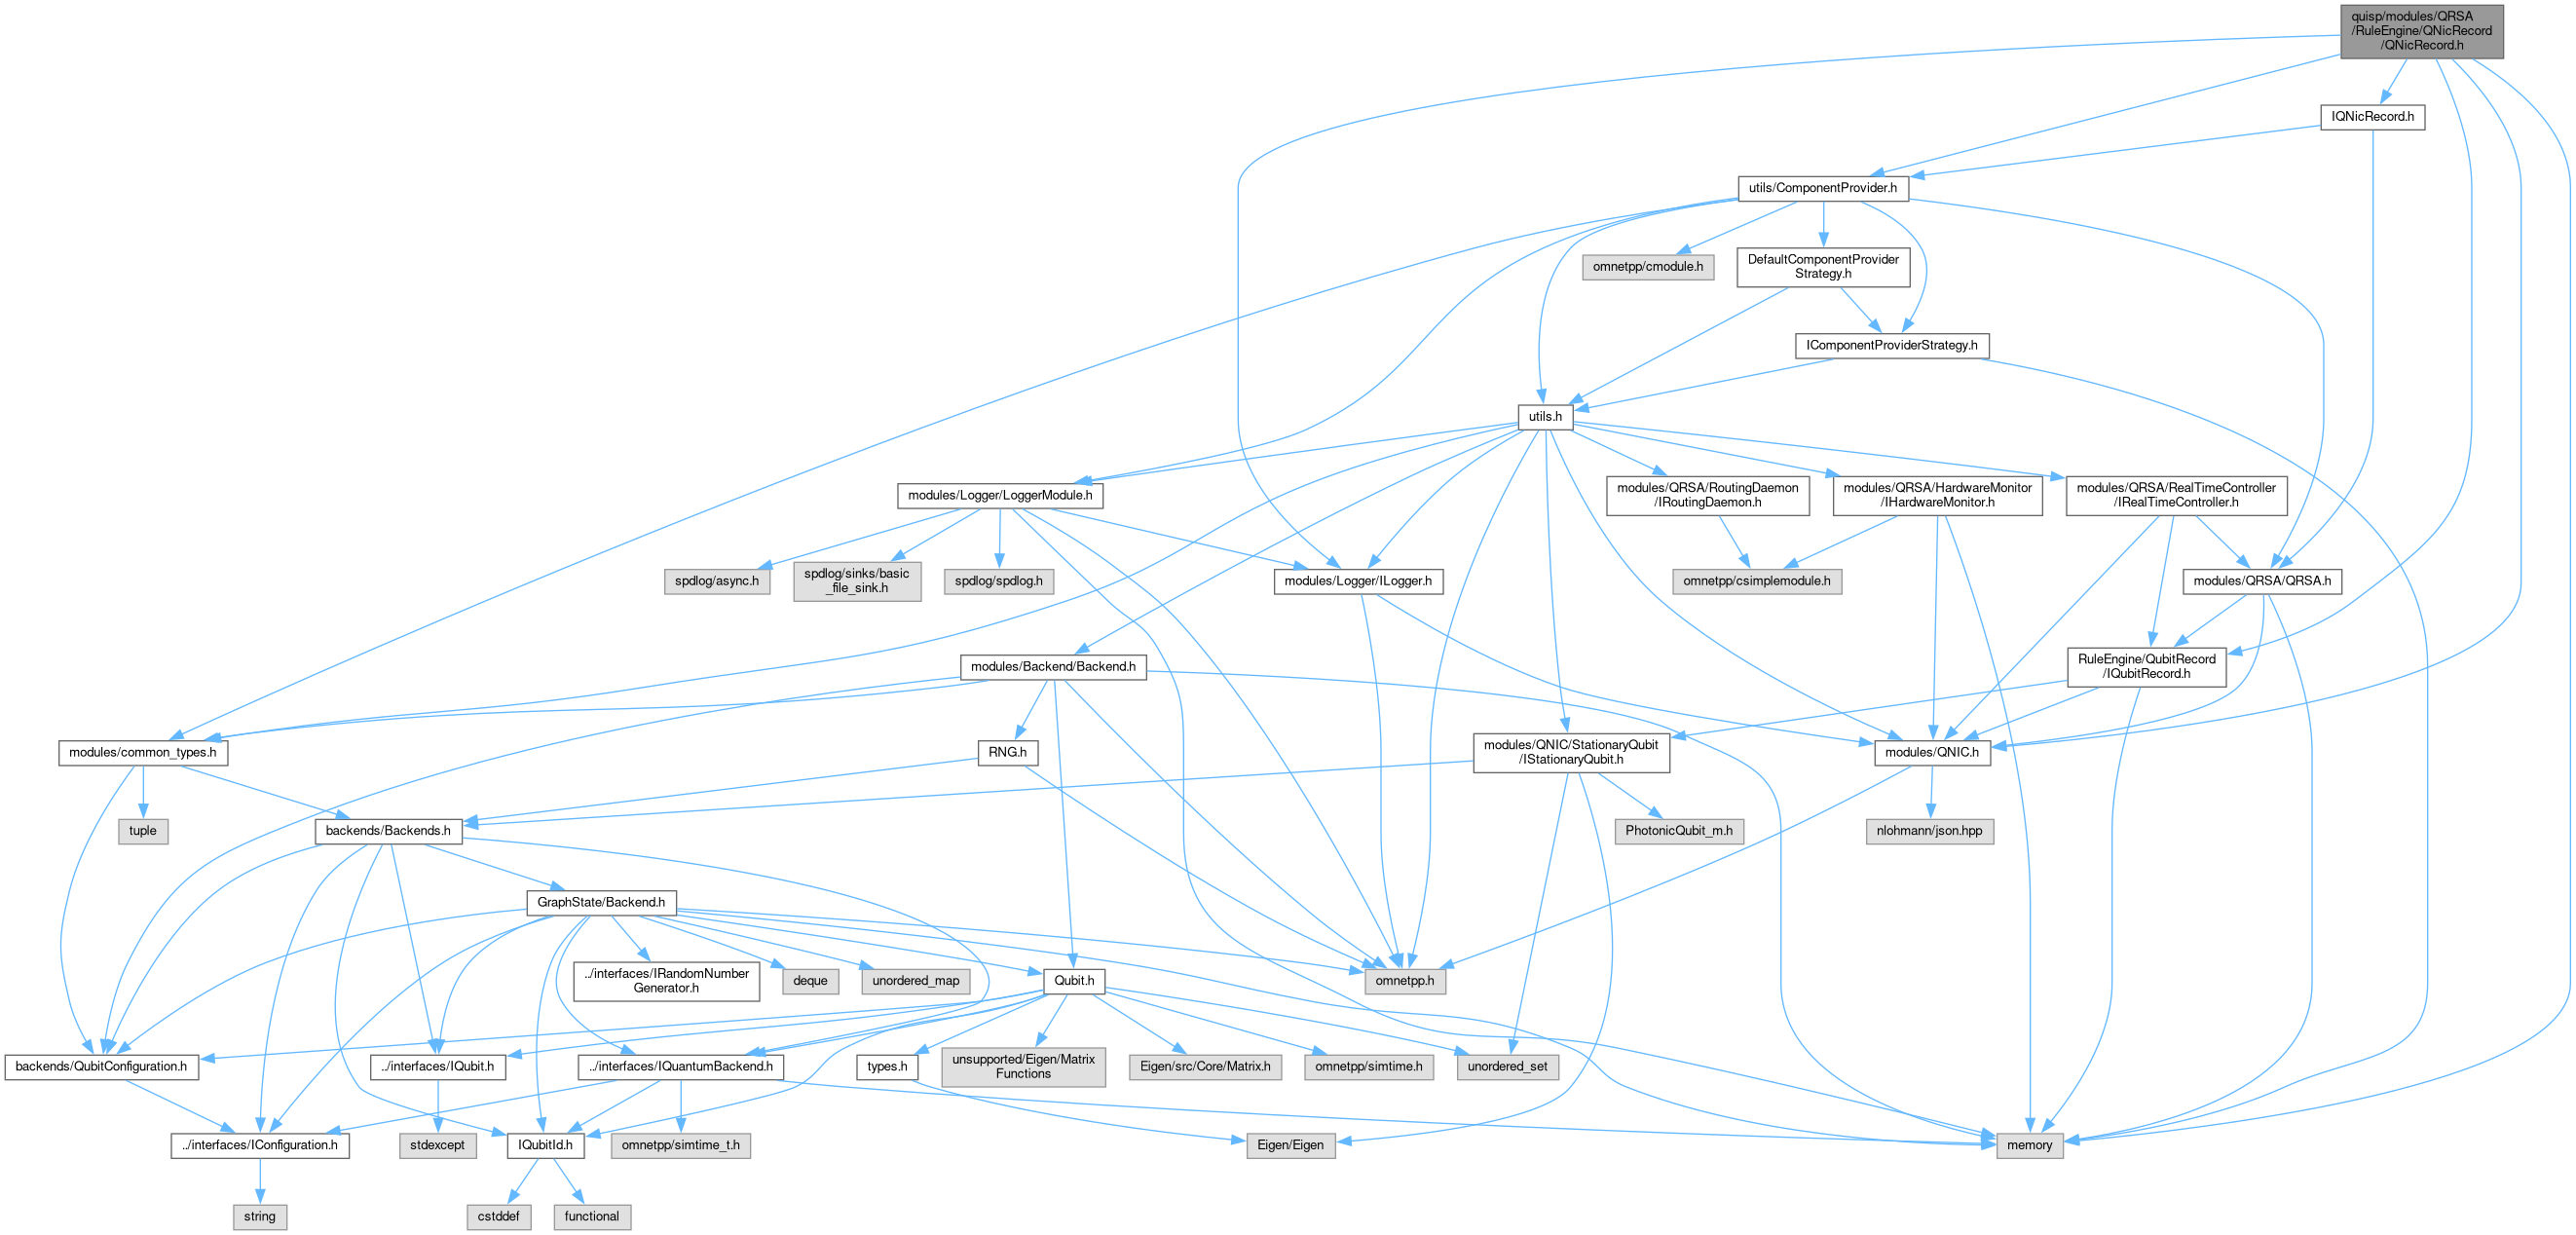 quisp/modules/QRSA
/RuleEngine/QNicRecord
/QNicRecord.h
IQNicRecord.h
utils/ComponentProvider.h
omnetpp/cmodule.h
DefaultComponentProvider
Strategy.h
IComponentProviderStrategy.h
utils.h
modules/Logger/LoggerModule.h
modules/QRSA/RoutingDaemon
/IRoutingDaemon.h
modules/QRSA/HardwareMonitor
/IHardwareMonitor.h
modules/QRSA/RealTimeController
/IRealTimeController.h
spdlog/async.h
spdlog/sinks/basic
_file_sink.h
spdlog/spdlog.h
modules/Logger/ILogger.h
omnetpp/csimplemodule.h
modules/QRSA/QRSA.h
modules/Backend/Backend.h
RuleEngine/QubitRecord
/IQubitRecord.h
modules/common_types.h
RNG.h
modules/QNIC/StationaryQubit
/IStationaryQubit.h
modules/QNIC.h
tuple
backends/Backends.h
PhotonicQubit_m.h
nlohmann/json.hpp
GraphState/Backend.h
../interfaces/IRandomNumber
Generator.h
deque
unordered_map
Qubit.h
omnetpp.h
backends/QubitConfiguration.h
../interfaces/IQubit.h
../interfaces/IQuantumBackend.h
types.h
unsupported/Eigen/Matrix
Functions
Eigen/src/Core/Matrix.h
omnetpp/simtime.h
unordered_set
../interfaces/IConfiguration.h
stdexcept
IQubitId.h
omnetpp/simtime_t.h
Eigen/Eigen
memory
string
cstddef
functional